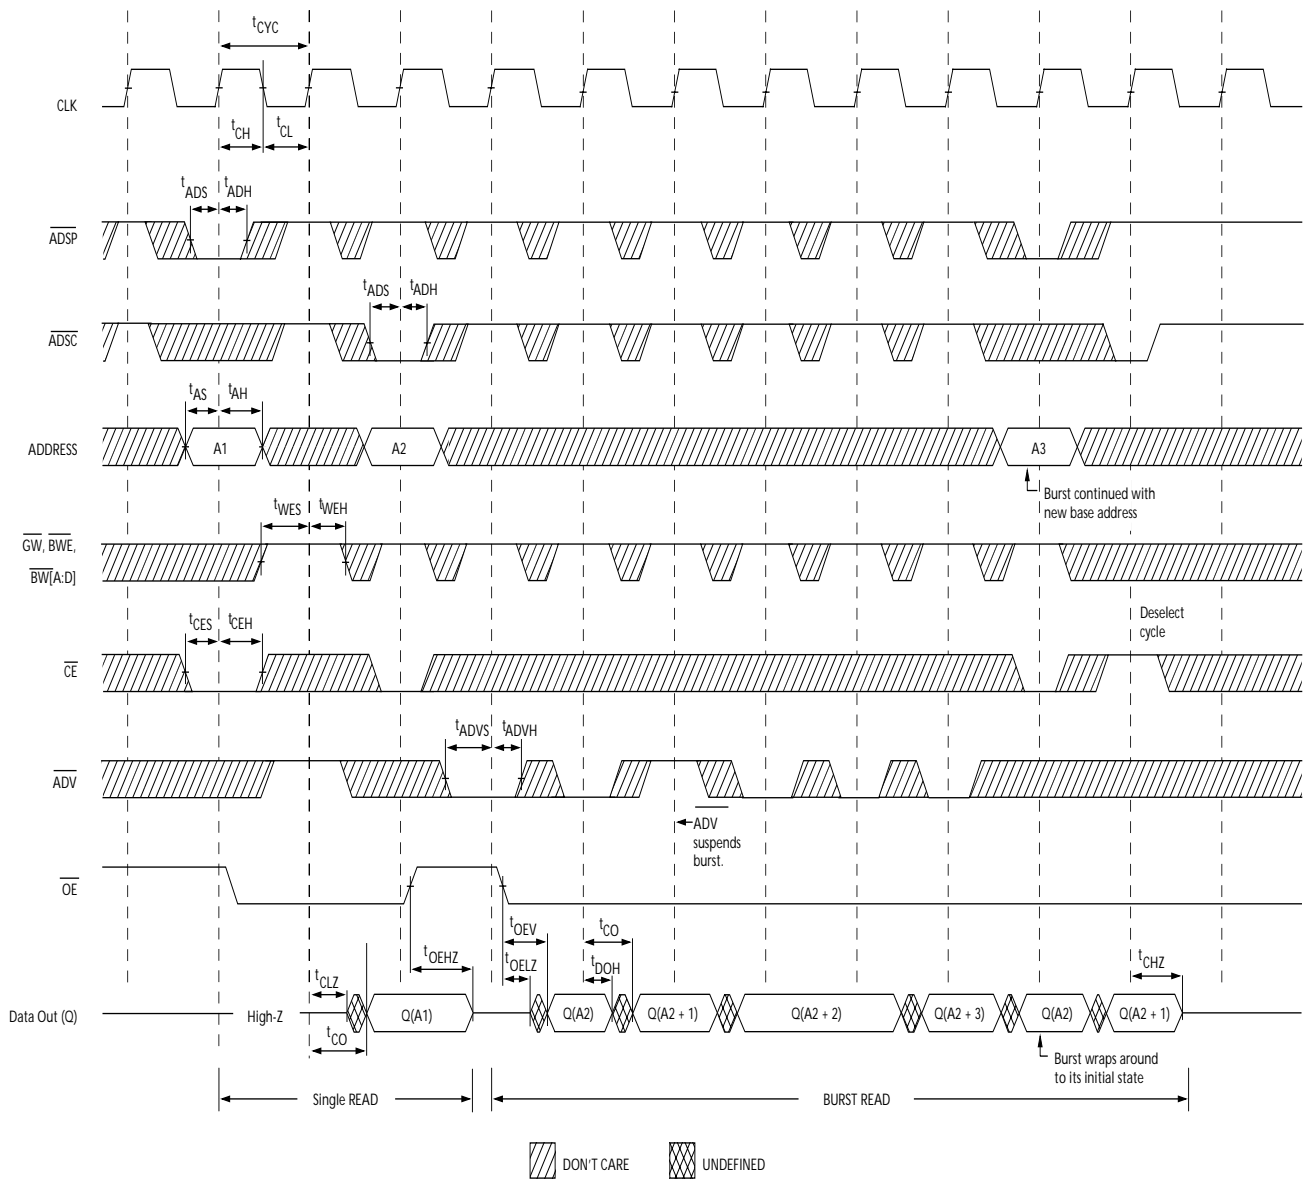 tCYC
CLK
tCH
tCL
tADS
tADH
ADSP
tADS
tADH
ADSC
tAS
tAH
ADDRESS
A1
A2
A3
Burst continued with
new base address
tWES
tWEH
GW, BWE,
BW[A:D]
Deselect
cycle
tCES
tCEH
CE
tADVS
tADVH
ADV
ADV
suspends
burst.
OE
tOEV
tCO
tOEHZ
tOELZ
tDOH
tCHZ
tCLZ
Data Out (Q)
High-Z
Q(A1)
Q(A2)
Q(A2 + 1)
Q(A2 + 2)
Q(A2 + 3)
Q(A2)
Q(A2 + 1)
tCO
Burst wraps around
to its initial state
Single READ
BURST READ
DON'T CARE
UNDEFINED